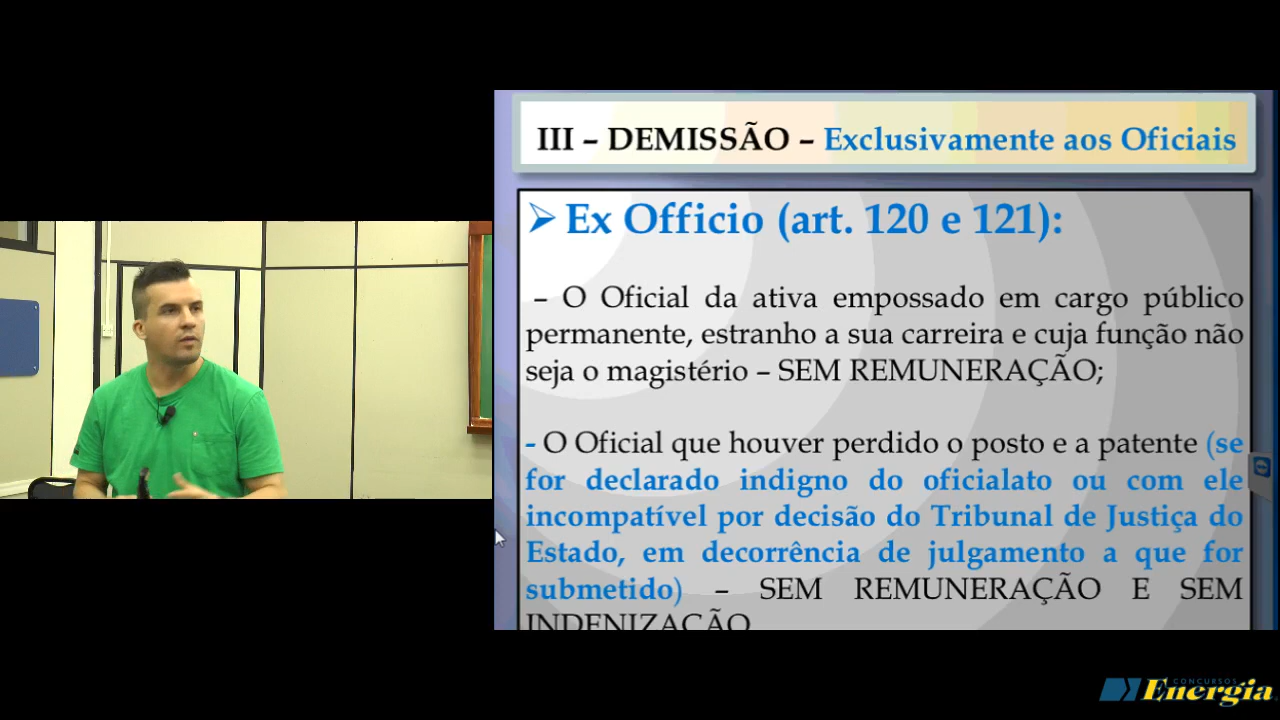 III – DEMISSÃO – Exclusivamente aos Oficiais
Ex Officio (art. 120 e 121):
– O Oficial da ativa empossado em cargo público
permanente, estranho a sua carreira e cuja função não
seja o magistério – SEM REMUNERAÇÃO;
- O Oficial que houver perdido o posto e a patente (se
for declarado indigno do oficialato ou com ele
incompatível por decisão do Tribunal de Justiça do
Estado, em decorrência de julgamento a que for
submetido) – SEM REMUNERAÇÃO E SEM
INDENIZAÇÃO
CONCURSOS
Energia